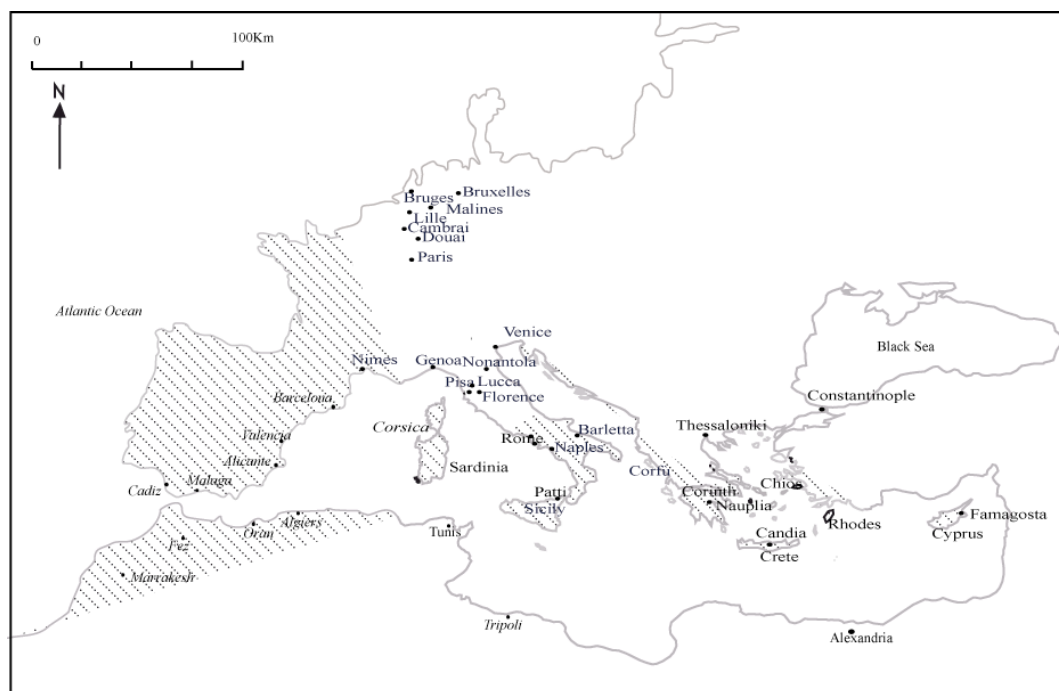 0 100Km
N
Bruxelles
Bruges
Malines
Lille
Cambrai
Douai
Paris
Atlantic Ocean
Venice
Black Sea
Nimes
Genoa
Nonantola
Pisa
Lucca
Florence
Barcelona
Constantinople
Corsica
Thessaloniki
Valencia
Rome
Barletta
Naples
Alicante
Sardinia
Corfu
Cadiz
Malaga
Patti
Chios
Corinth
Nauplia
Sicily
Famagosta
Rhodes
Algiers
Oran
Tunis
Candia
Cyprus
Fez
Crete
Marrakesh
Tripoli
Alexandria